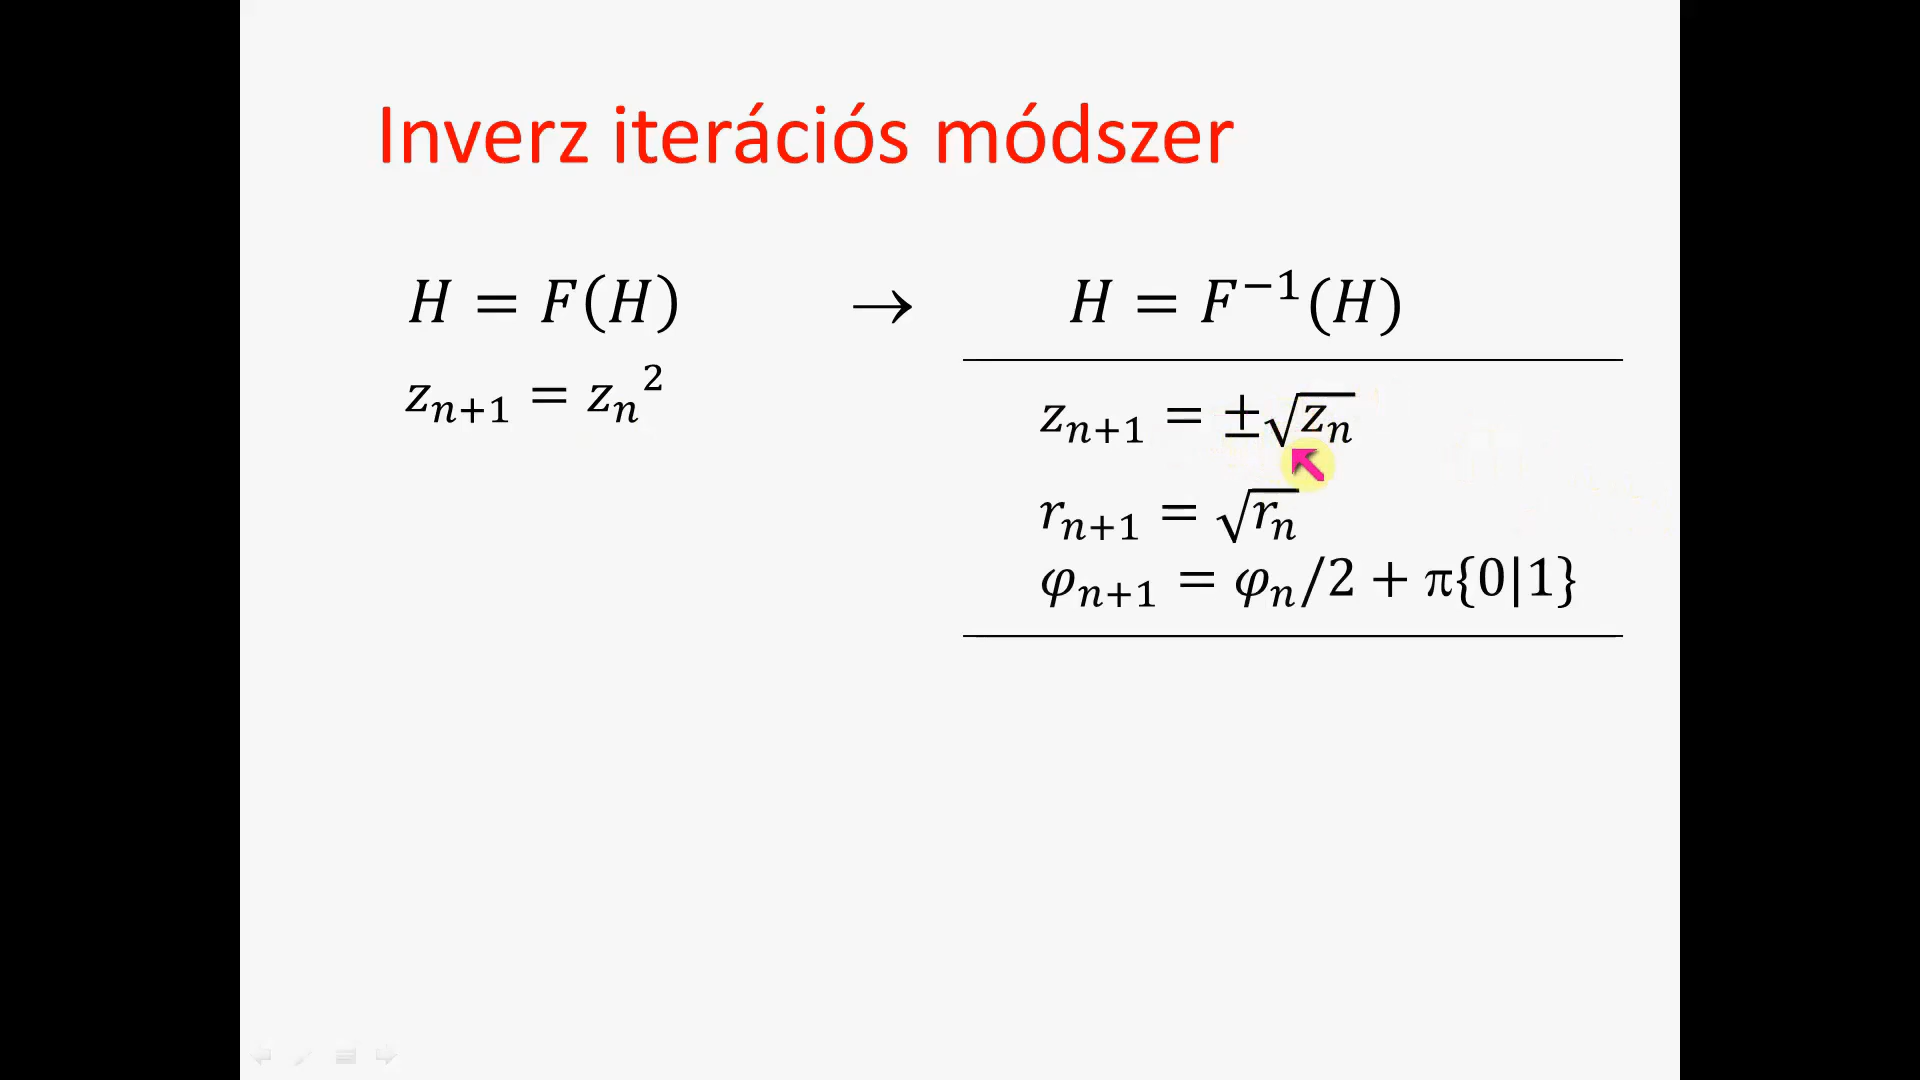 Inverz iterációs módszer
H = F(H) → H = F⁻¹(H)
zₙ₊₁ = zₙ²
zₙ₊₁ = ±√zₙ
rₙ₊₁ = √rₙ
φₙ₊₁ = φₙ/2 + π{0|1}